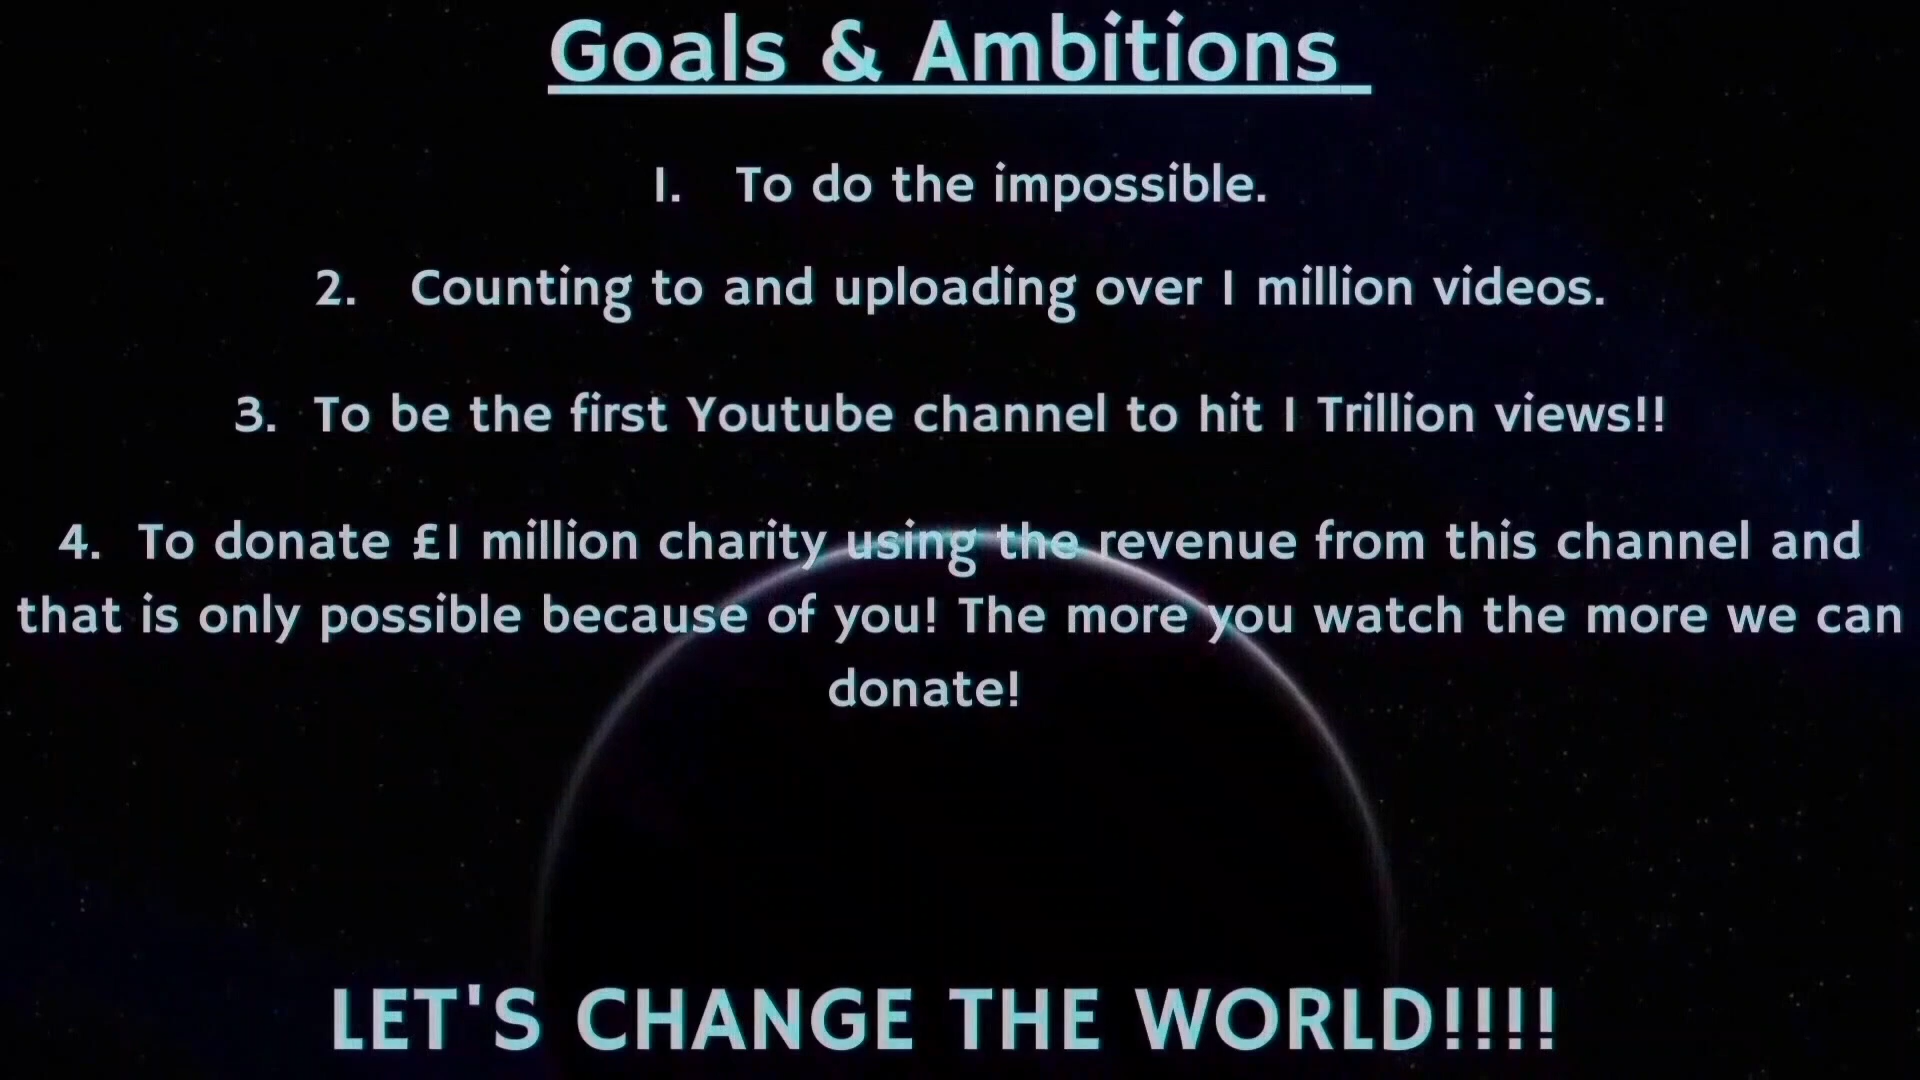 Goals & Ambitions
1. To do the impossible.
2. Counting to and uploading over 1 million videos.
3. To be the first Youtube channel to hit 1 Trillion views!!
4. To donate £1 million charity using the revenue from this channel and
that is only possible because of you! The more you watch the more we can
donate!
LET'S CHANGE THE WORLD!!!!